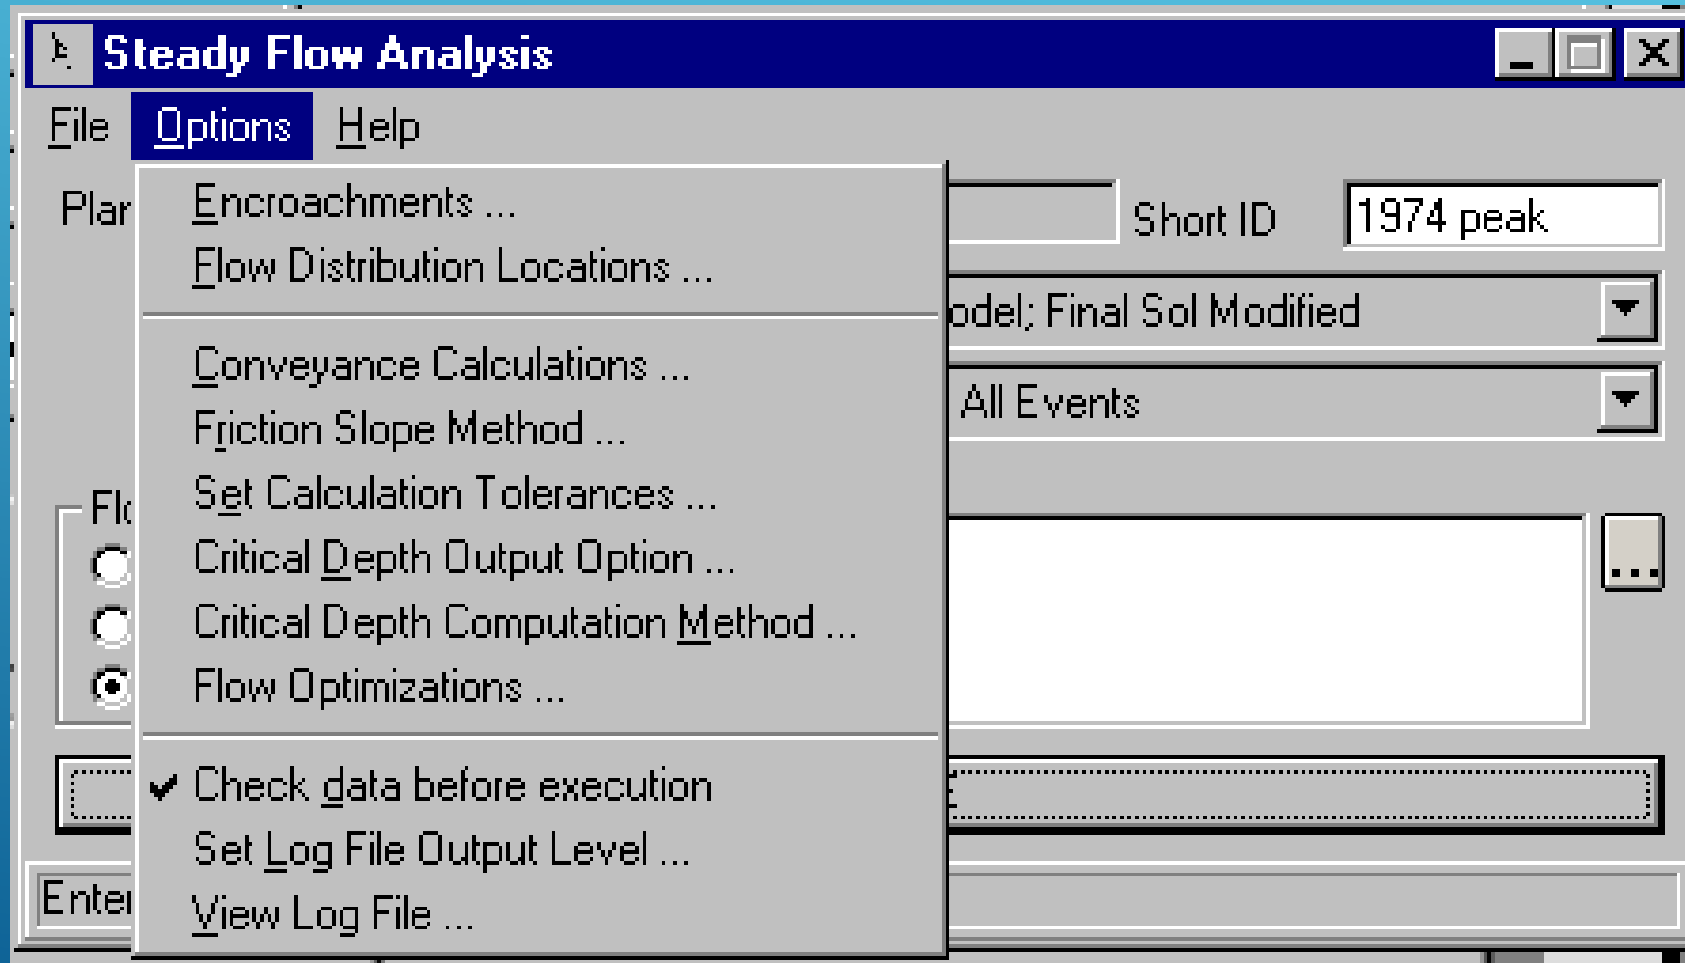 Steady Flow Analysis
File Options Help
Encroachments ...
Short ID 1974 peak
Flow Distribution Locations ...
odel; Final Sol Modified
Conveyance Calculations ...
All Events
Friction Slope Method ...
Set Calculation Tolerances ...
Critical Depth Output Option ...
Critical Depth Computation Method ...
Flow Optimizations ...
Check data before execution
Set Log File Output Level ...
Enter
View Log File ...